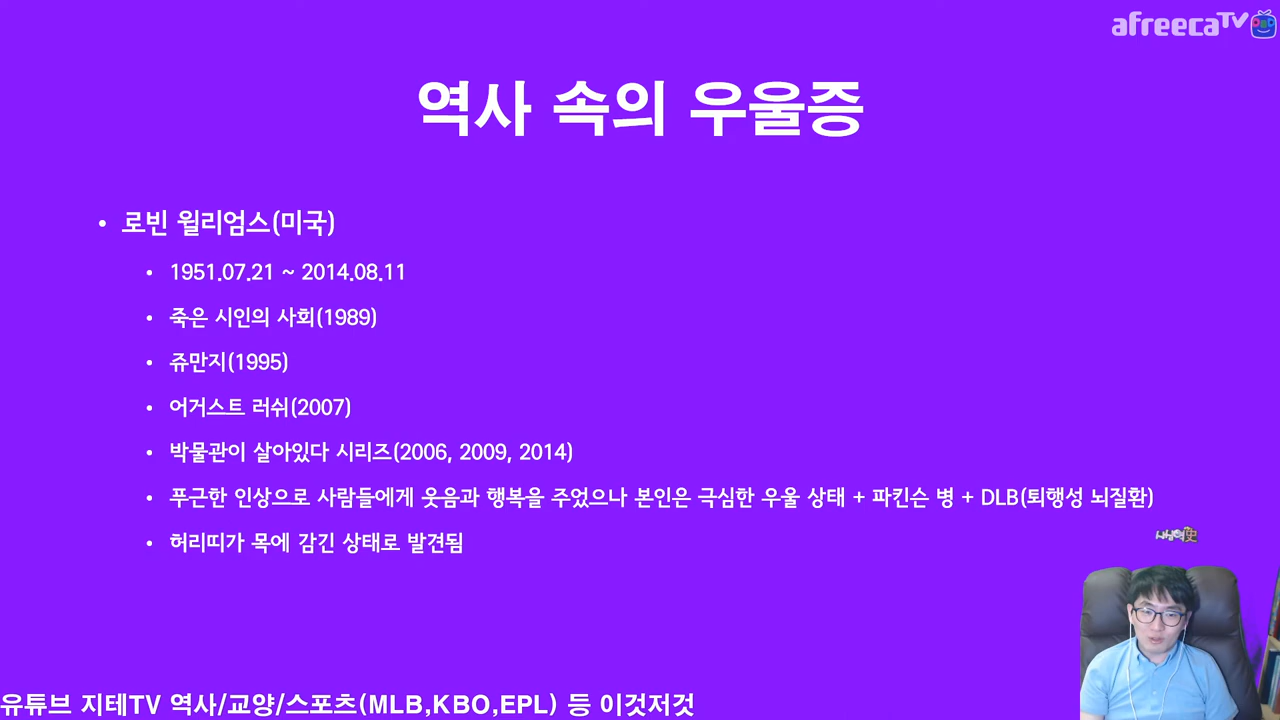 afreecaTV
역사 속의 우울증
• 로빈 윌리엄스(미국)
• 1951.07.21 ~ 2014.08.11
• 죽은 시인의 사회(1989)
• 쥬만지(1995)
• 어거스트 러쉬(2007)
• 박물관이 살아있다 시리즈(2006, 2009, 2014)
• 푸근한 인상으로 사람들에게 웃음과 행복을 주었으나 본인은 극심한 우울 상태 + 파킨슨 병 + DLB(퇴행성 뇌질환)
• 허리띠가 목에 감긴 상태로 발견됨
유튜브 지테TV 역사/교양/스포츠(MLB,KBO,EPL) 등 이것저것